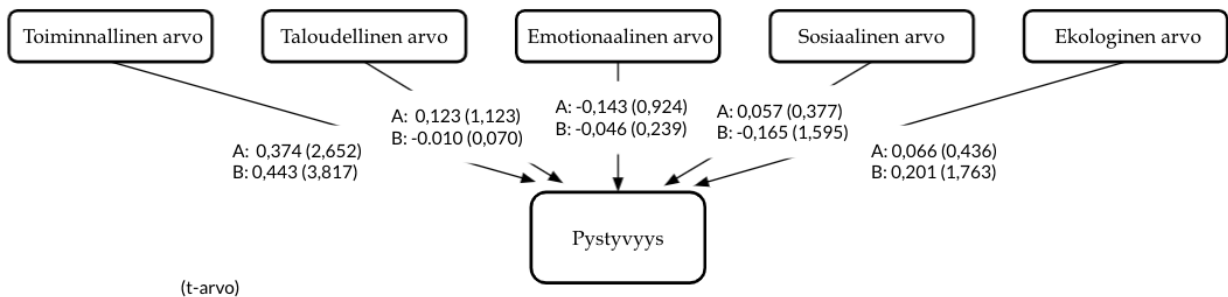 Toiminnallinen arvo
Taloudellinen arvo
Emotionaalinen arvo
Sosiaalinen arvo
Ekologinen arvo
A: 0,374 (2,652)
B: 0,443 (3,817)
A: 0,123 (1,123)
B: -0.010 (0,070)
A: -0,143 (0,924)
B: -0,046 (0,239)
A: 0,057 (0,377)
B: -0,165 (1,595)
A: 0,066 (0,436)
B: 0,201 (1,763)
Pystyvyys
(t-arvo)